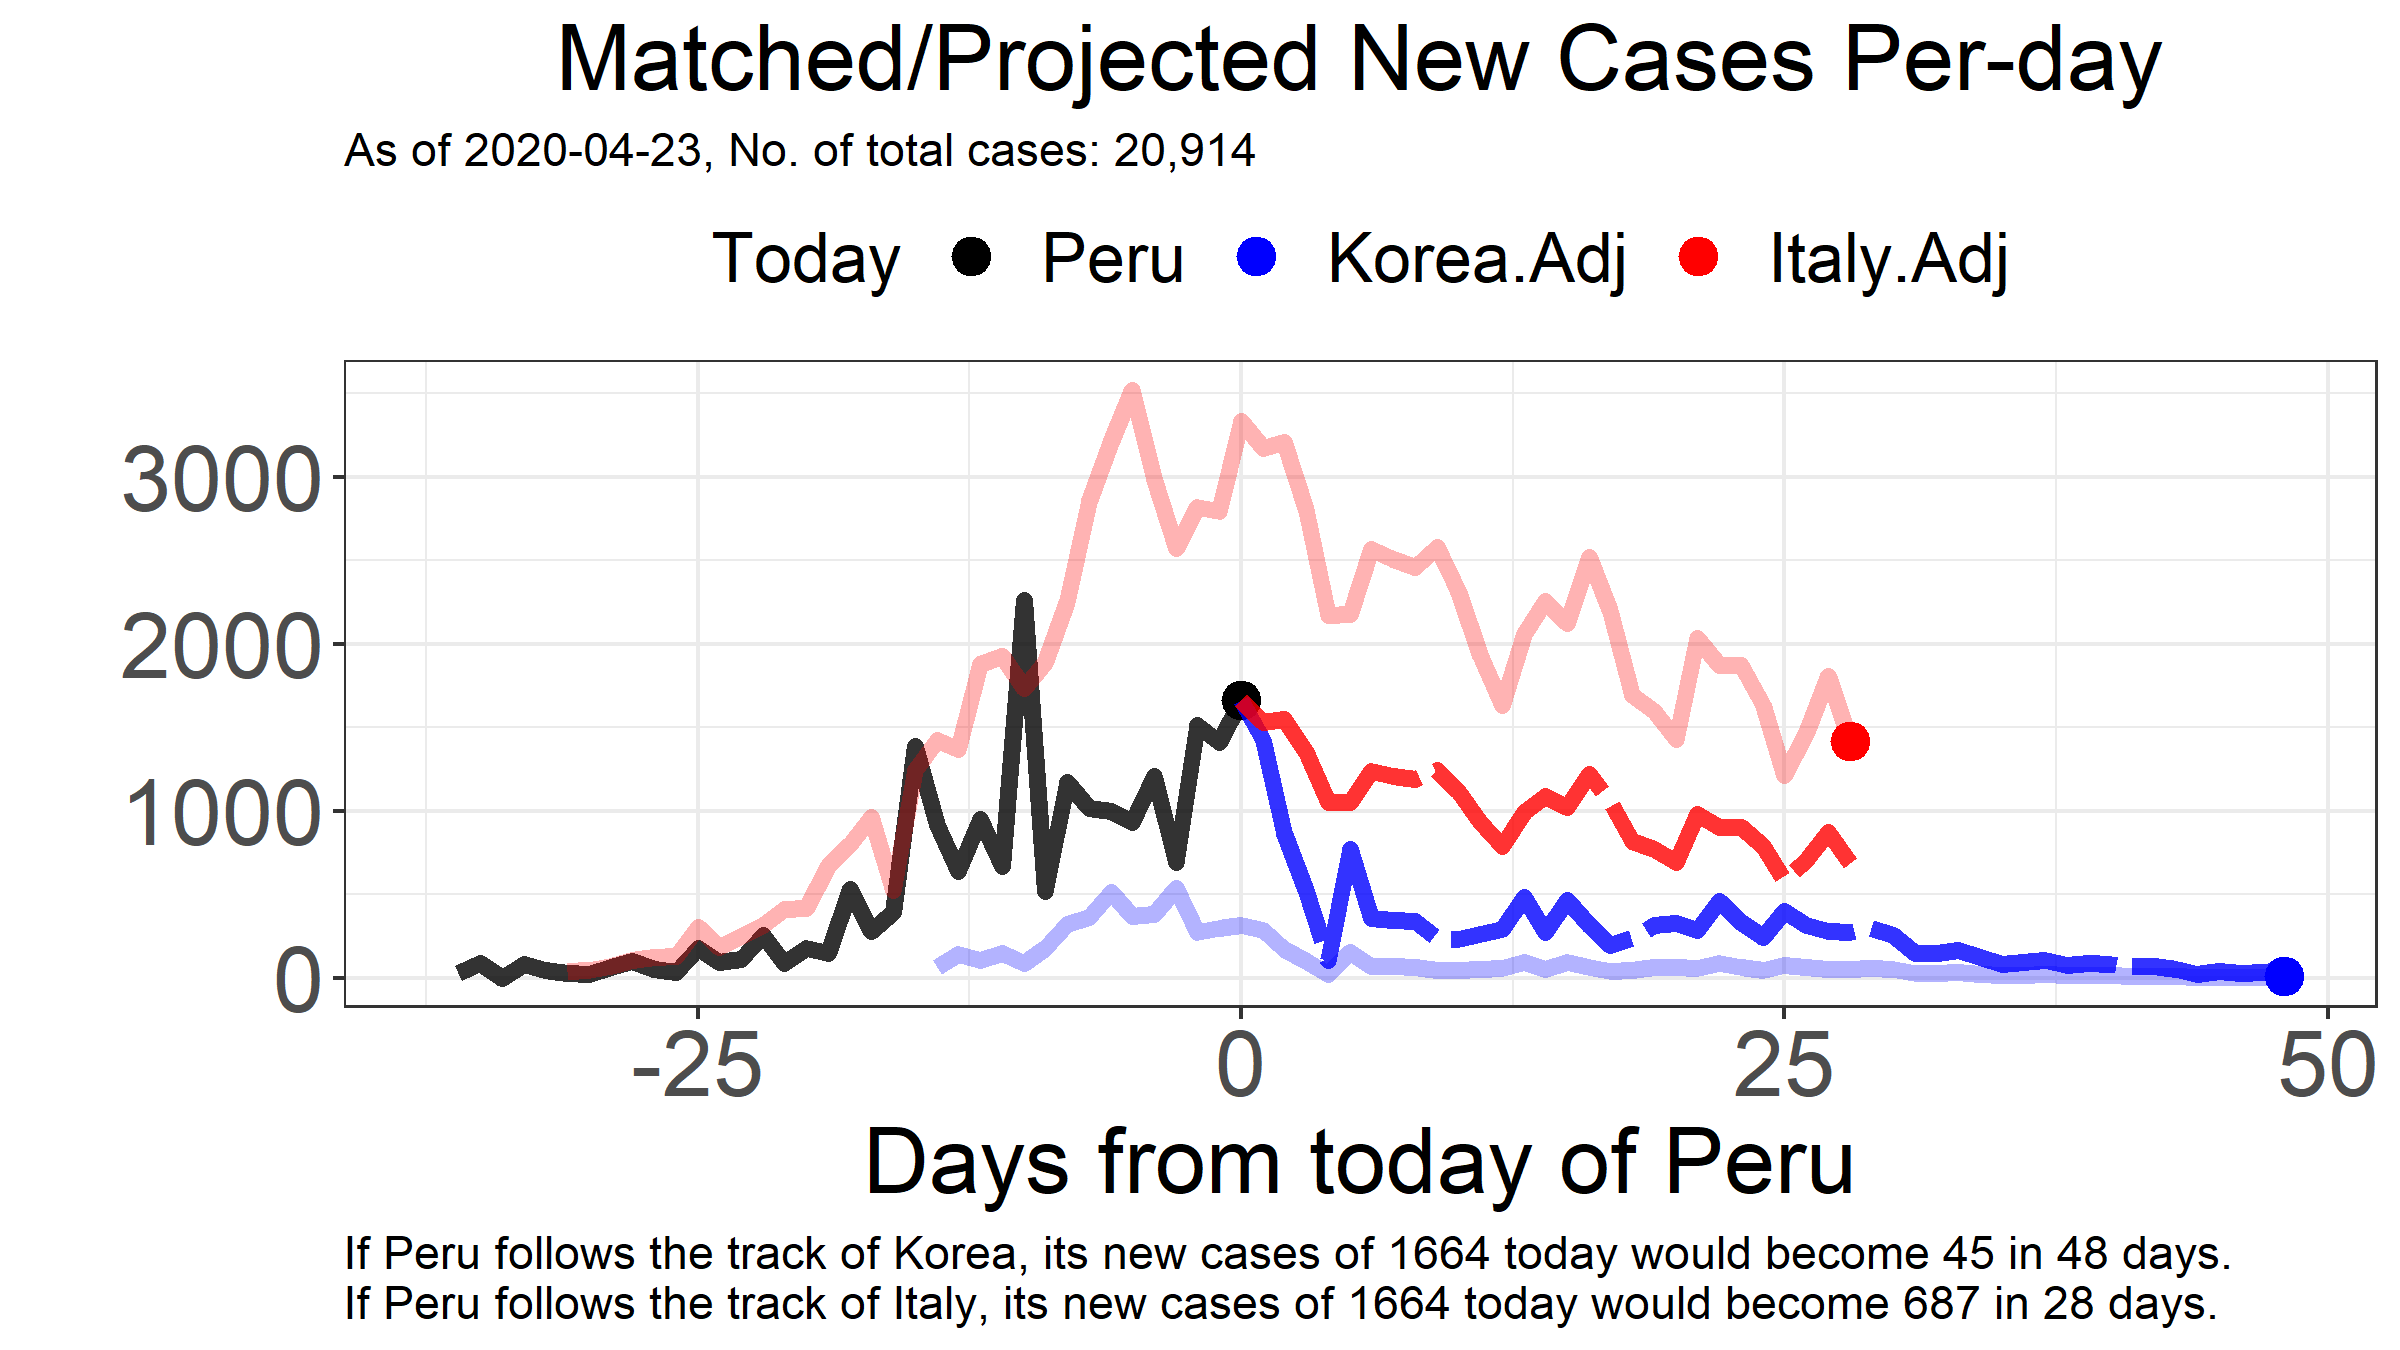 Matched/Projected New Cases Per-day
As of 2020-04-23, No. of total cases: 20,914
Today Peru Korea.Adj Italy.Adj
3000
2000
1000
0
-25 0 25 50
Days from today of Peru
If Peru follows the track of Korea, its new cases of 1664 today would become 45 in 48 days.
If Peru follows the track of Italy, its new cases of 1664 today would become 687 in 28 days.